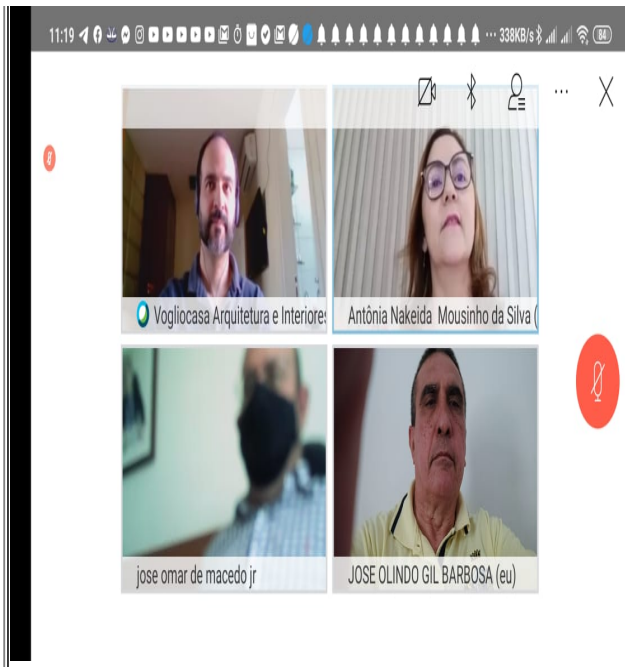 11:19 338KB/s 84
Vogliocasa Arquitetura e Interiores
Antônia Nakeida Mousinho da Silva (
jose omar de macedo jr
JOSE OLINDO GIL BARBOSA (eu)